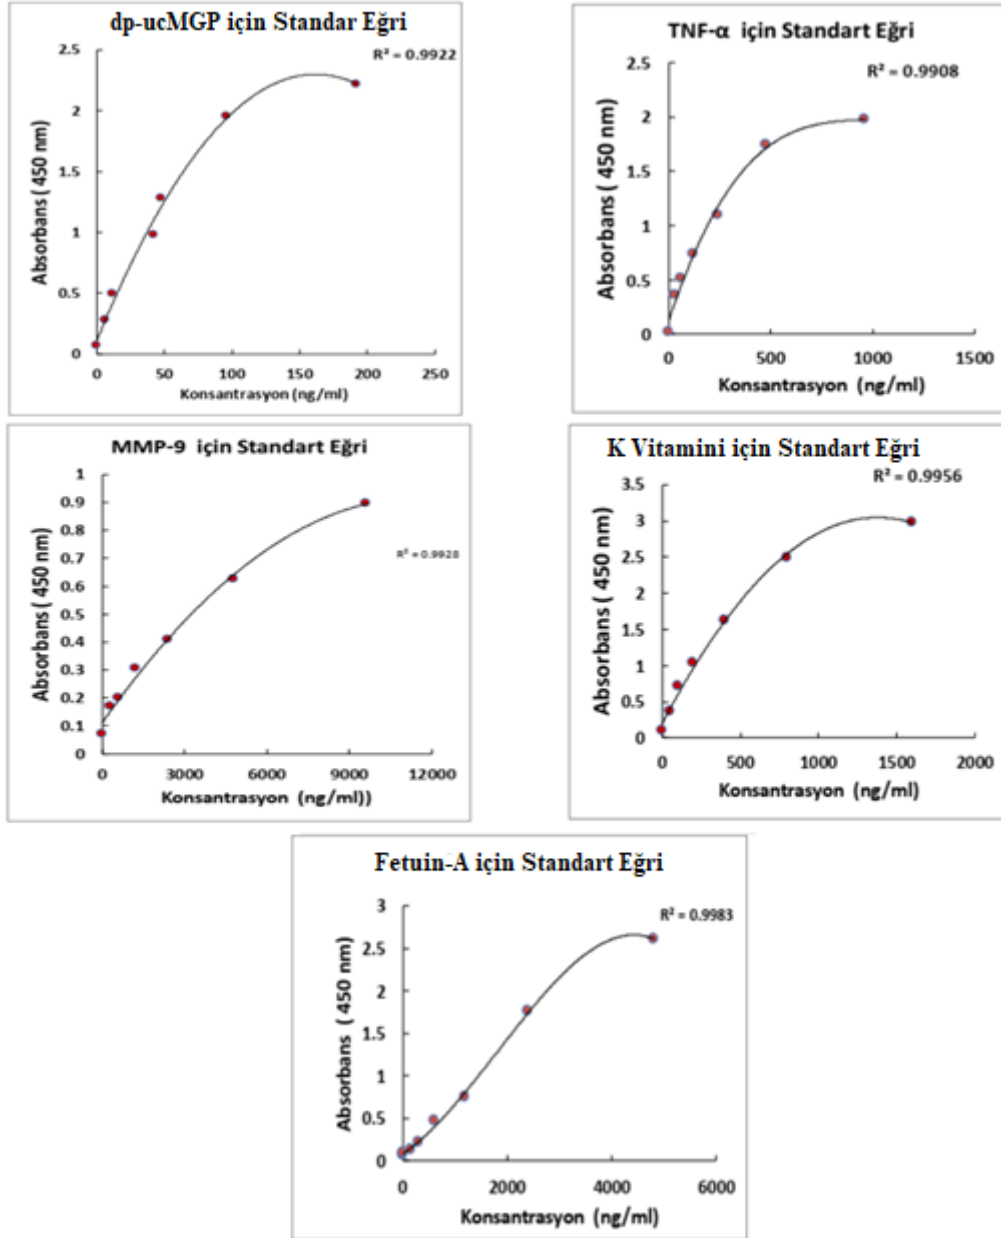 dp-ucMGP için Standar Eğri
R² = 0.9922
2.5
2
1.5
1
0.5
0
Absorbans ( 450 nm)
0 50 100 150 200 250
Konsantrasyon (ng/ml)
TNF-α için Standart Eğri
R² = 0.9908
2.5
2
1.5
1
0.5
0
Absorbans ( 450 nm)
0 500 1000 1500
Konsantrasyon (ng/ml)
MMP-9 için Standart Eğri
R² = 0.9928
1
0.9
0.8
0.7
0.6
0.5
0.4
0.3
0.2
0.1
0
Absorbans ( 450 nm)
0 3000 6000 9000 12000
Konsantrasyon (ng/ml))
K Vitamini için Standart Eğri
R² = 0.9956
3.5
3
2.5
2
1.5
1
0.5
0
Absorbans ( 450 nm)
0 500 1000 1500 2000
Konsantrasyon (ng/ml)
Fetuin-A için Standart Eğri
R² = 0.9983
3
2.5
2
1.5
1
0.5
0
Absorbans ( 450 nm)
0 2000 4000 6000
Konsantrasyon (ng/ml)